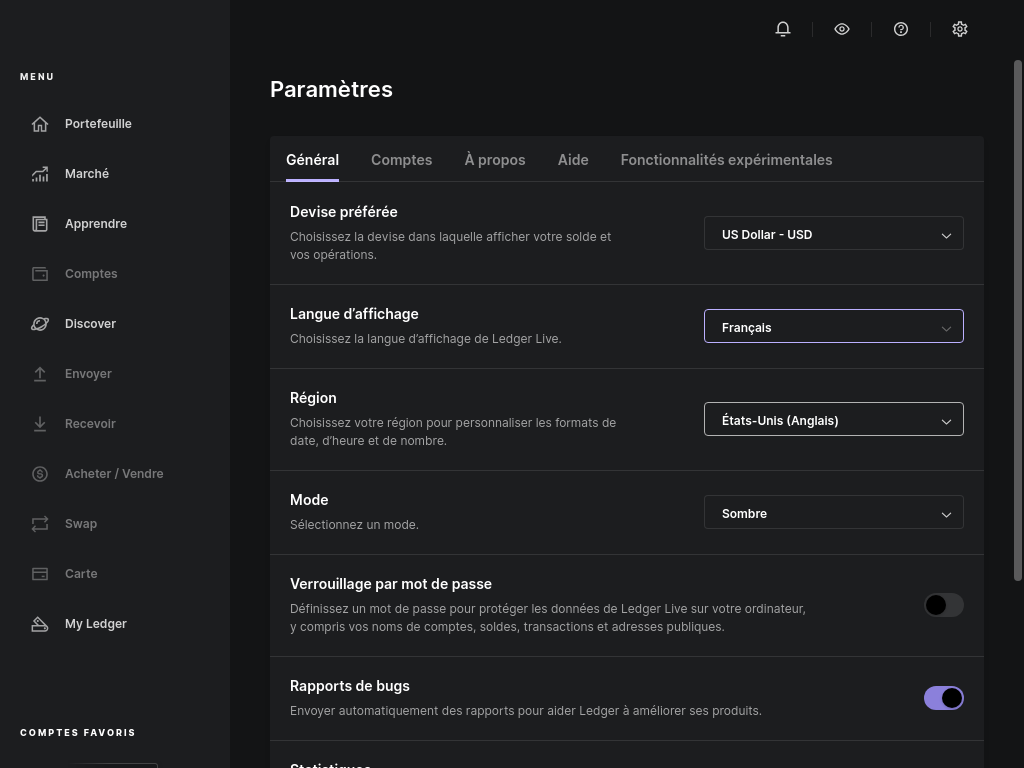 MENU
Portefeuille
Marché
Apprendre
Comptes
Discover
Envoyer
Recevoir
Acheter / Vendre
Swap
Carte
My Ledger
COMPTES FAVORIS
Paramètres
Général
Comptes
À propos
Aide
Fonctionnalités expérimentales
Devise préférée
Choisissez la devise dans laquelle afficher votre solde et
vos opérations.
US Dollar - USD
Langue d’affichage
Choisissez la langue d’affichage de Ledger Live.
Français
Région
Choisissez votre région pour personnaliser les formats de
date, d’heure et de nombre.
États-Unis (Anglais)
Mode
Sélectionnez un mode.
Sombre
Verrouillage par mot de passe
Définissez un mot de passe pour protéger les données de Ledger Live sur votre ordinateur,
y compris vos noms de comptes, soldes, transactions et adresses publiques.
Rapports de bugs
Envoyer automatiquement des rapports pour aider Ledger à améliorer ses produits.
Statistiques